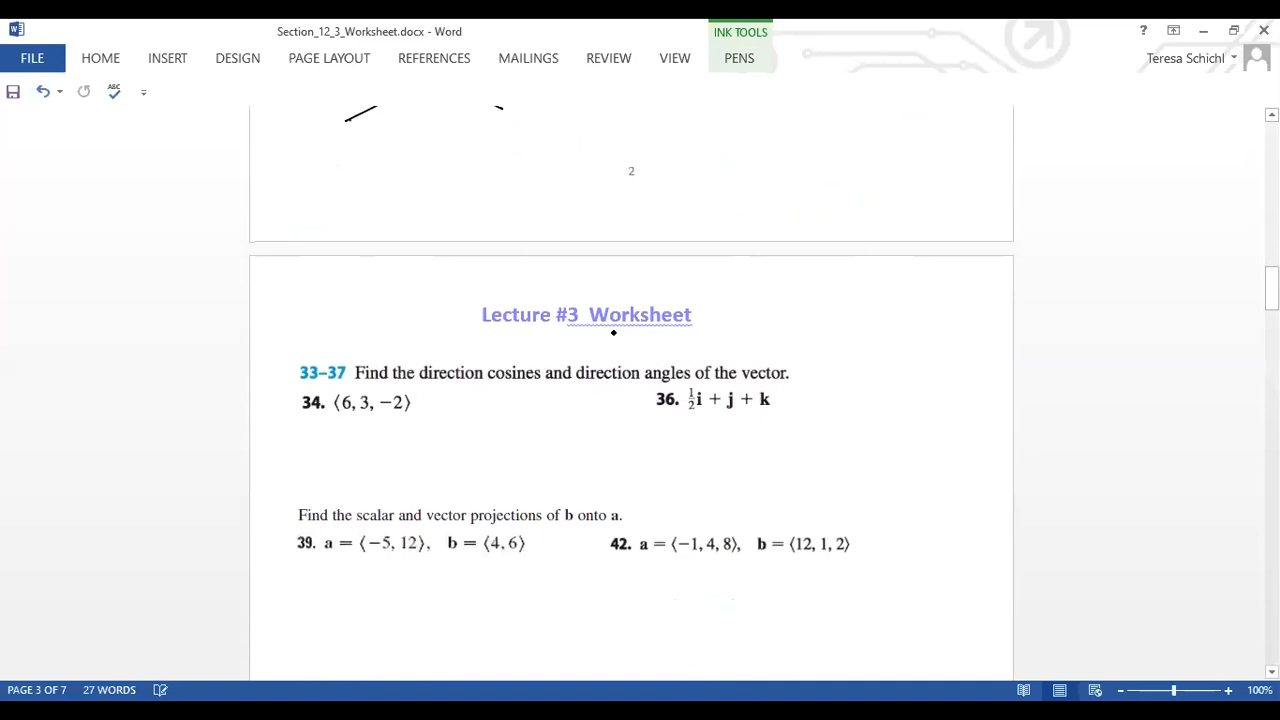 Section_12_3_Worksheet.docx - Word
INK TOOLS
?
FILE HOME INSERT DESIGN PAGE LAYOUT REFERENCES MAILINGS REVIEW VIEW PENS
Teresa Schichl
ABC
2
Lecture #3 Worksheet
33–37 Find the direction cosines and direction angles of the vector.
34. ⟨6, 3, −2⟩ 36. ½i + j + k
Find the scalar and vector projections of b onto a.
39. a = ⟨−5, 12⟩, b = ⟨4, 6⟩ 42. a = ⟨−1, 4, 8⟩, b = ⟨12, 1, 2⟩
PAGE 3 OF 7 27 WORDS
100%